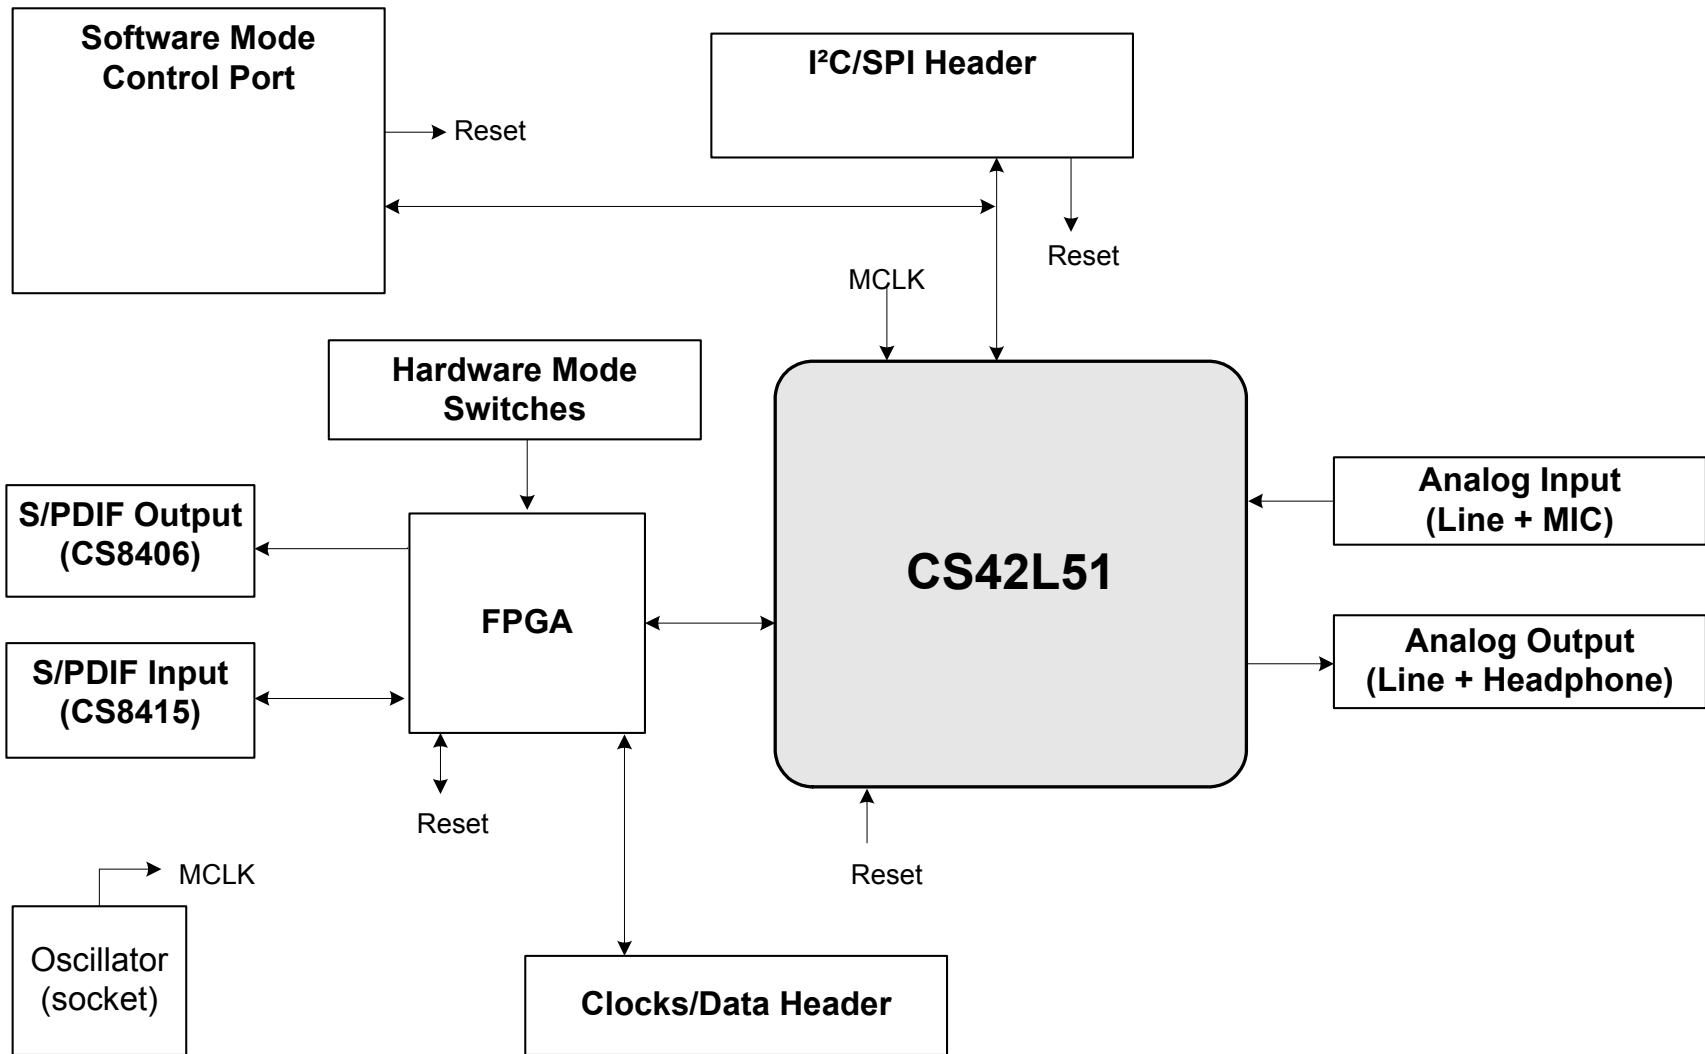 Software Mode
Control Port
I²C/SPI Header
Reset
Reset
MCLK
Hardware Mode
Switches
S/PDIF Output
(CS8406)
FPGA
CS42L51
Analog Input
(Line + MIC)
S/PDIF Input
(CS8415)
Analog Output
(Line + Headphone)
Reset
Reset
MCLK
Oscillator
(socket)
Clocks/Data Header